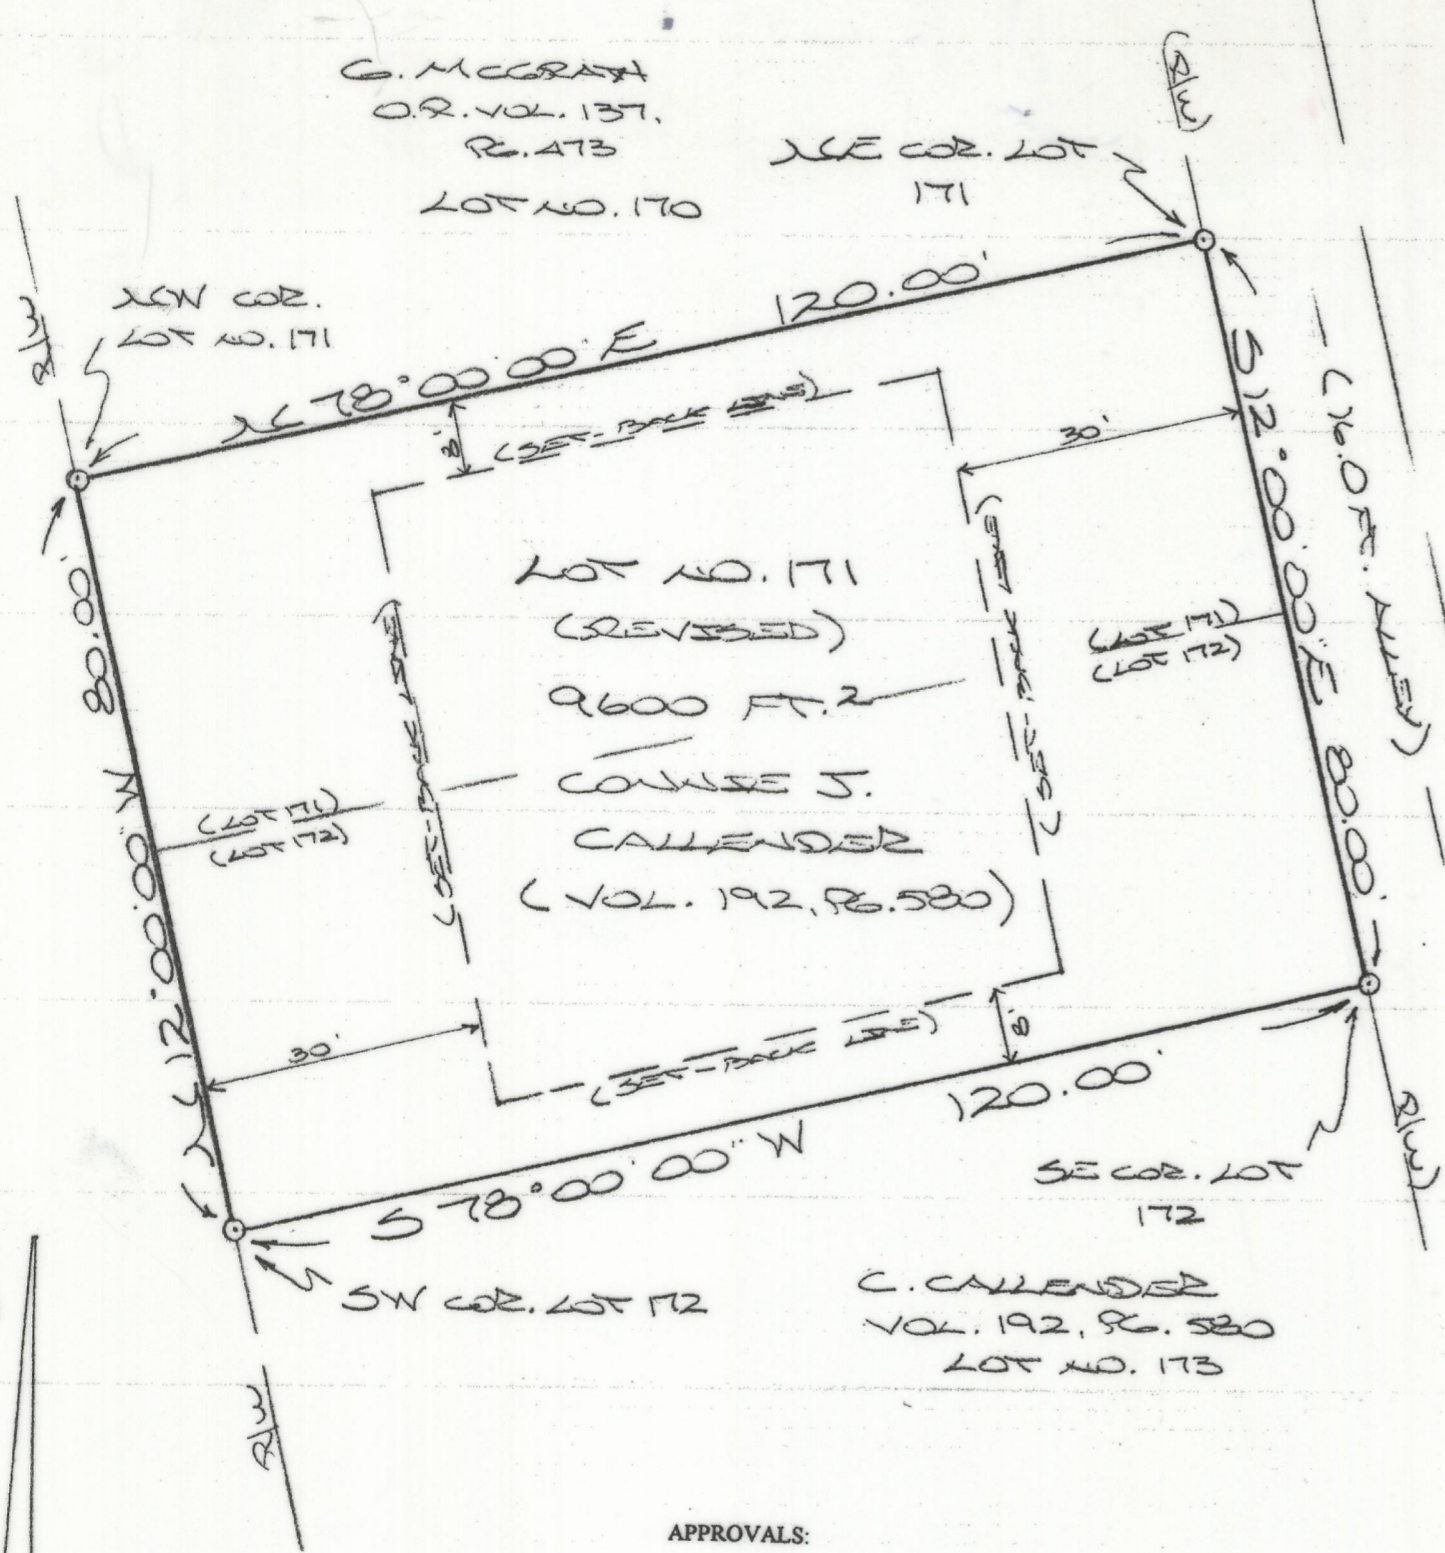 G. MCGRATH
O.R. VOL. 137,
PG. 473
LOT NO. 170
NE COR. LOT
171
(R/W)
NW COR.
LOT NO. 171
R/W
N 78°00'00" E
120.00'
8'
(SET-BACK LINE)
30'
S 12°00'00" E
80.00'
(16.0 FT. ALLEY)
80.00'
N 12°00'00" W
LOT NO. 171
(REVISED)
9600 FT.2
CONNIE J.
CALLENDER
(VOL. 192, PG. 580)
(SET-BACK LINE)
(SET-BACK LINE)
(LOT 171)
(LOT 172)
(LOT 171)
(LOT 172)
30'
(SET-BACK LINE)
8'
S 78°00'00" W
120.00'
R/W)
SE COR. LOT
172
SW COR. LOT 172
C. CALLENDER
VOL. 192, PG. 580
LOT NO. 173
R/W
APPROVALS: